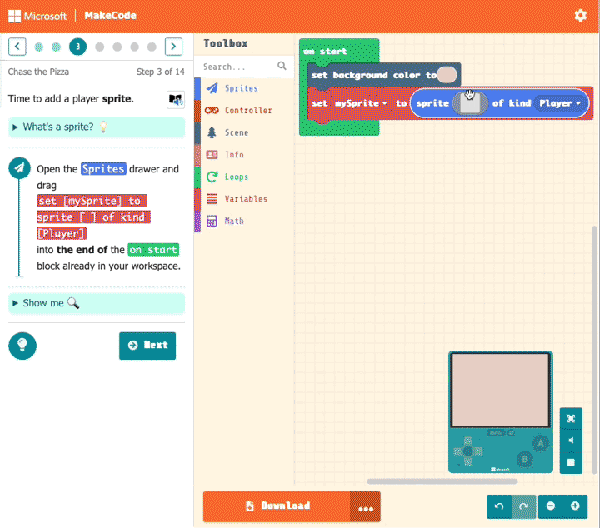 Microsoft | MakeCode
3
Chase the Pizza
Step 3 of 14
Time to add a player sprite.
What's a sprite?
Open the Sprites drawer and
drag
set [mySprite] to
sprite [ ] of kind
[Player]
into the end of the on start
block already in your workspace.
Show me
Next
Toolbox
Search...
Sprites
Controller
Scene
Info
Loops
Variables
Math
on start
set background color to
set mySprite to sprite of kind Player
A
B
Microsoft
Download